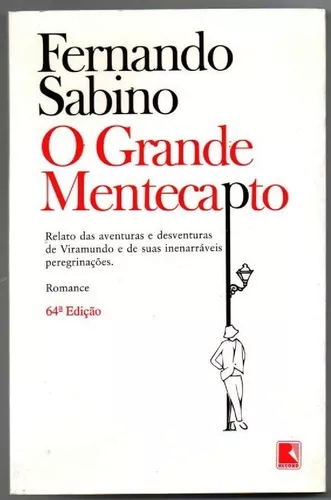 Fernando
Sabino
O Grande
Mentecapto
Relato das aventuras e desventuras
de Viramundo e de suas inenarráveis
peregrinações.
Romance
64ª Edição
RECORD